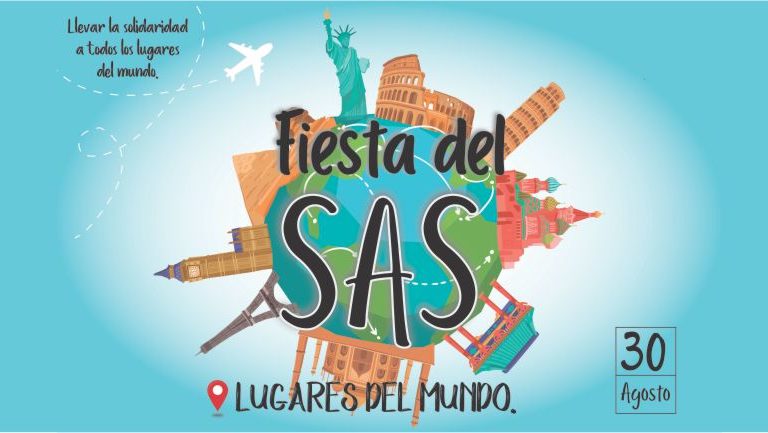 Llevar la solidaridad
a todos los lugares
del mundo.
Fiesta del
SAS
LUGARES DEL MUNDO.
30
Agosto